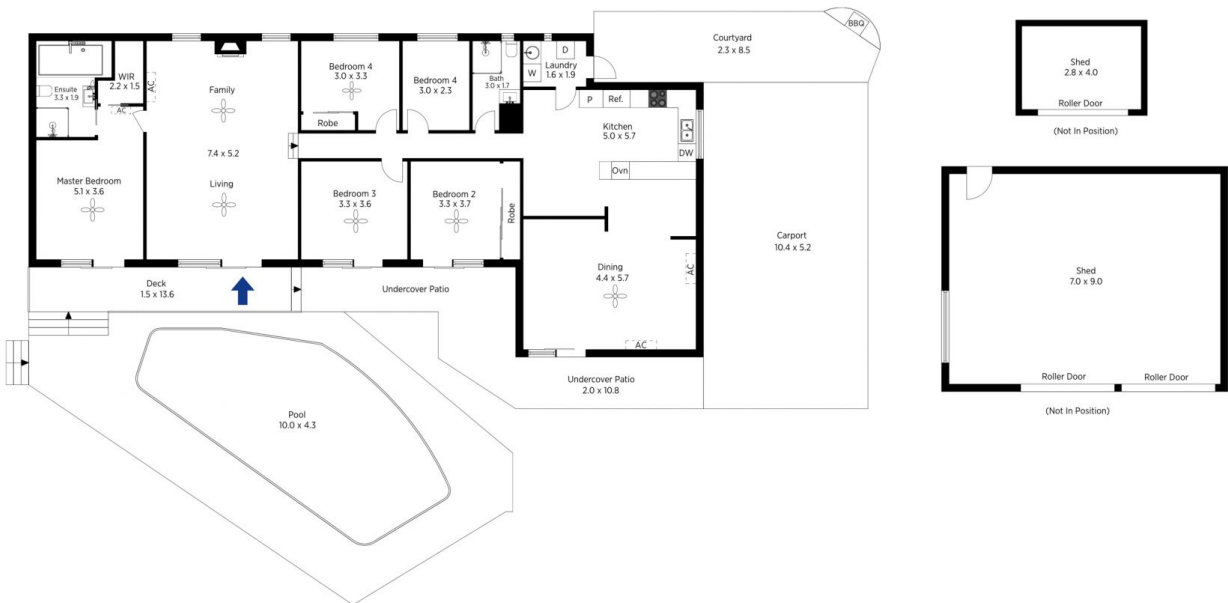 BBQ
Courtyard
2.3 x 8.5
Shed
2.8 x 4.0
Roller Door
(Not In Position)
WIR
2.2 x 1.5
AC
AC
Ensuite
3.3 x 1.9
Family
7.4 x 5.2
Living
Bedroom 4
3.0 x 3.3
Robe
Bedroom 4
3.0 x 2.3
Bath
3.0 x 1.7
D
Laundry
1.6 x 1.9
W
P
Ref.
Kitchen
5.0 x 5.7
DW
Ovn
Master Bedroom
5.1 x 3.6
Bedroom 3
3.3 x 3.6
Bedroom 2
3.3 x 3.7
Robe
Carport
10.4 x 5.2
Dining
4.4 x 5.7
AC
AC
Shed
7.0 x 9.0
Roller Door
Roller Door
(Not In Position)
Deck
1.5 x 13.6
Undercover Patio
Undercover Patio
2.0 x 10.8
Pool
10.0 x 4.3